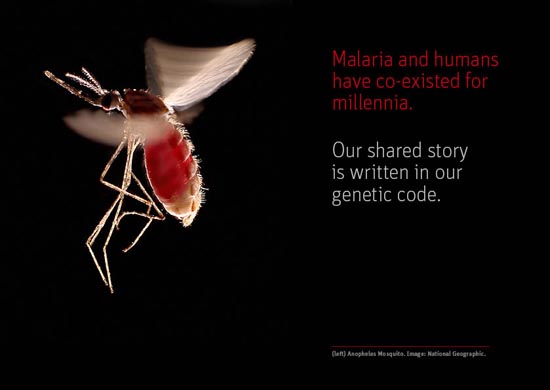 Malaria and humans
have co-existed for
millennia.
Our shared story
is written in our
genetic code.
(left) Anopheles Mosquito. Image: National Geographic.